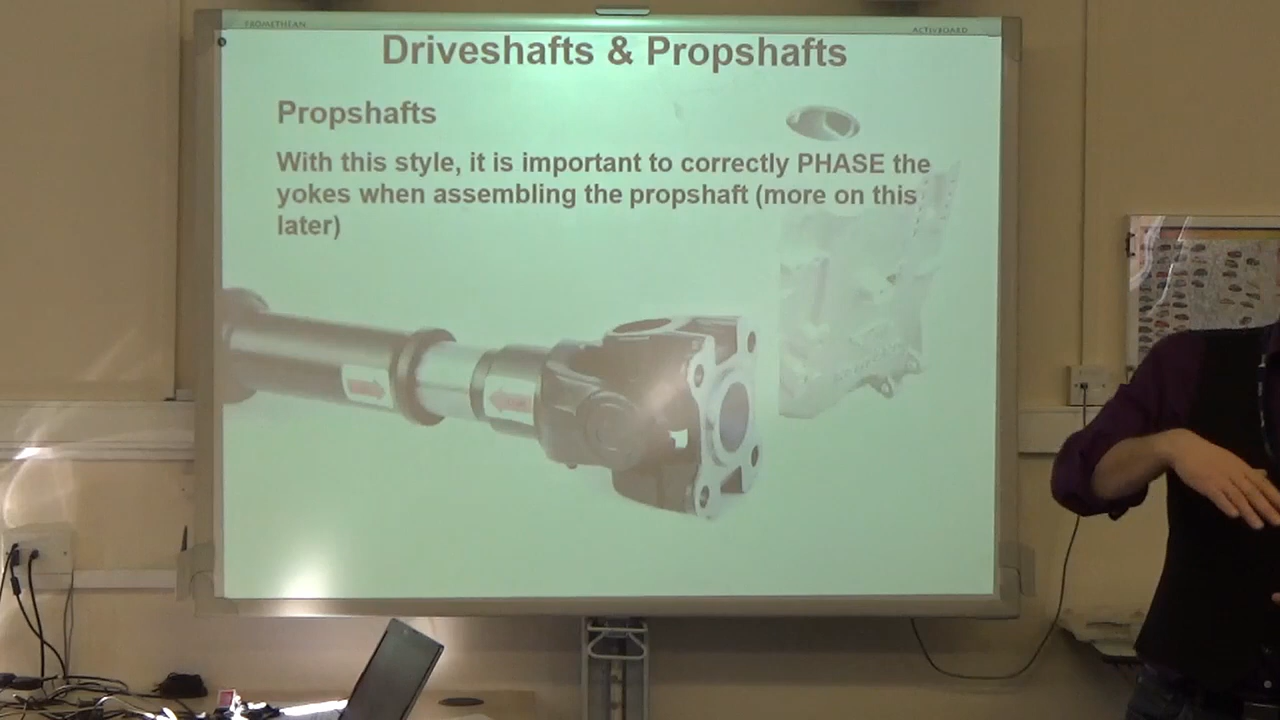 PROMETHEAN
ACTIVBOARD
Driveshafts & Propshafts
Propshafts
With this style, it is important to correctly PHASE the
yokes when assembling the propshaft (more on this
later)